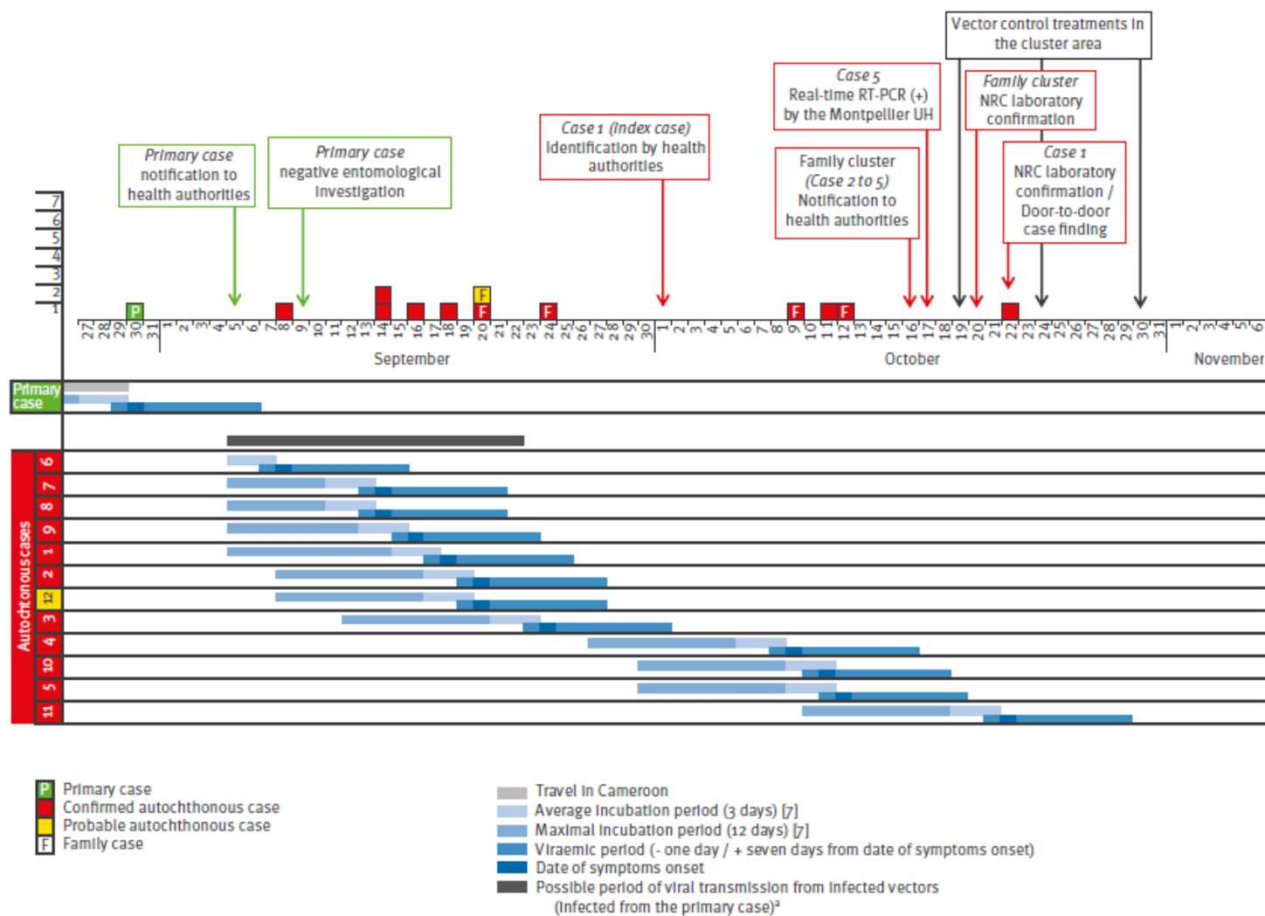 Vector control treatments in
the cluster area
Case 5
Real-time RT-PCR (+)
by the Montpellier UH
Family cluster
NRC laboratory
confirmation
Case 1 (Index case)
Identification by health
authorities
Primary case
notification to
health authorities
Primary case
negative entomological
investigation
Family cluster
(Case 2 to 5)
Notification to
health authorities
Case 1
NRC laboratory
confirmation /
Door-to-door
case finding
7
6
5
4
3
2
1
P
F
F
F
F
F
27 28 29 30 31 1 2 3 4 5 6 7 8 9 10 11 12 13 14 15 16 17 18 19 20 21 22 23 24 25 26 27 28 29 30 1 2 3 4 5 6 7 8 9 10 11 12 13 14 15 16 17 18 19 20 21 22 23 24 25 26 27 28 29 30 31 1 2 3 4 5 6
September
October
November
Primary
case
Autochtonous cases
6
7
8
9
1
2
12
3
4
10
5
11
P Primary case
Confirmed autochthonous case
Probable autochthonous case
F Family case
Travel in Cameroon
Average incubation period (3 days) [7]
Maximal incubation period (12 days) [7]
Viraemic period (- one day / + seven days from date of symptoms onset)
Date of symptoms onset
Possible period of viral transmission from infected vectors
(infected from the primary case)ª